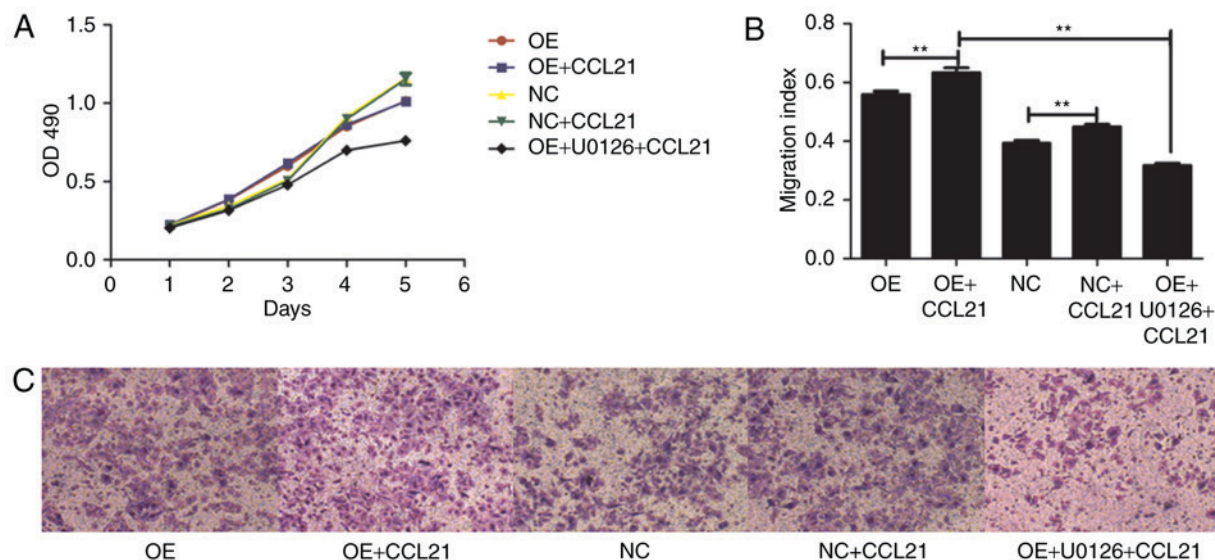 A
OD 490
1.5
1.0
0.5
0.0
0 1 2 3 4 5 6
Days
OE
OE+CCL21
NC
NC+CCL21
OE+U0126+CCL21
B
Migration index
0.8
0.6
0.4
0.2
0.0
**
**
**
OE
OE+
CCL21
NC
NC+
CCL21
OE+
U0126+
CCL21
C
OE OE+CCL21 NC NC+CCL21 OE+U0126+CCL21